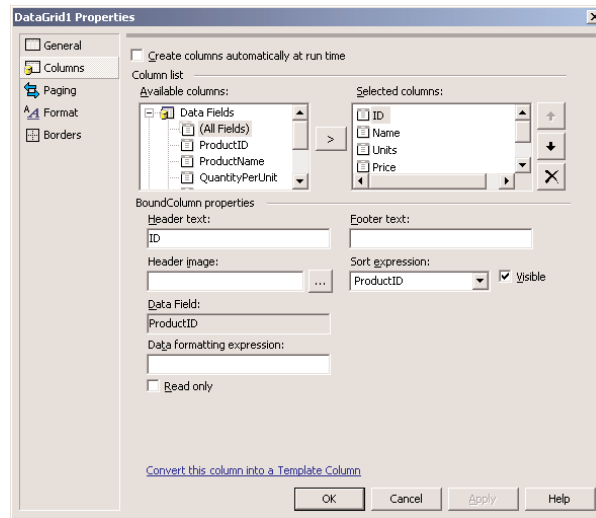 DataGrid1 Properties
General
Columns
Paging
Format
Borders
Create columns automatically at run time
Column list
Available columns:
Selected columns:
Data Fields
(All Fields)
ProductID
ProductName
QuantityPerUnit
>
ID
Name
Units
Price
BoundColumn properties
Header text:
Footer text:
ID
Header image:
Sort expression:
...
ProductID
Visible
Data Field:
ProductID
Data formatting expression:
Read only
Convert this column into a Template Column
OK
Cancel
Apply
Help